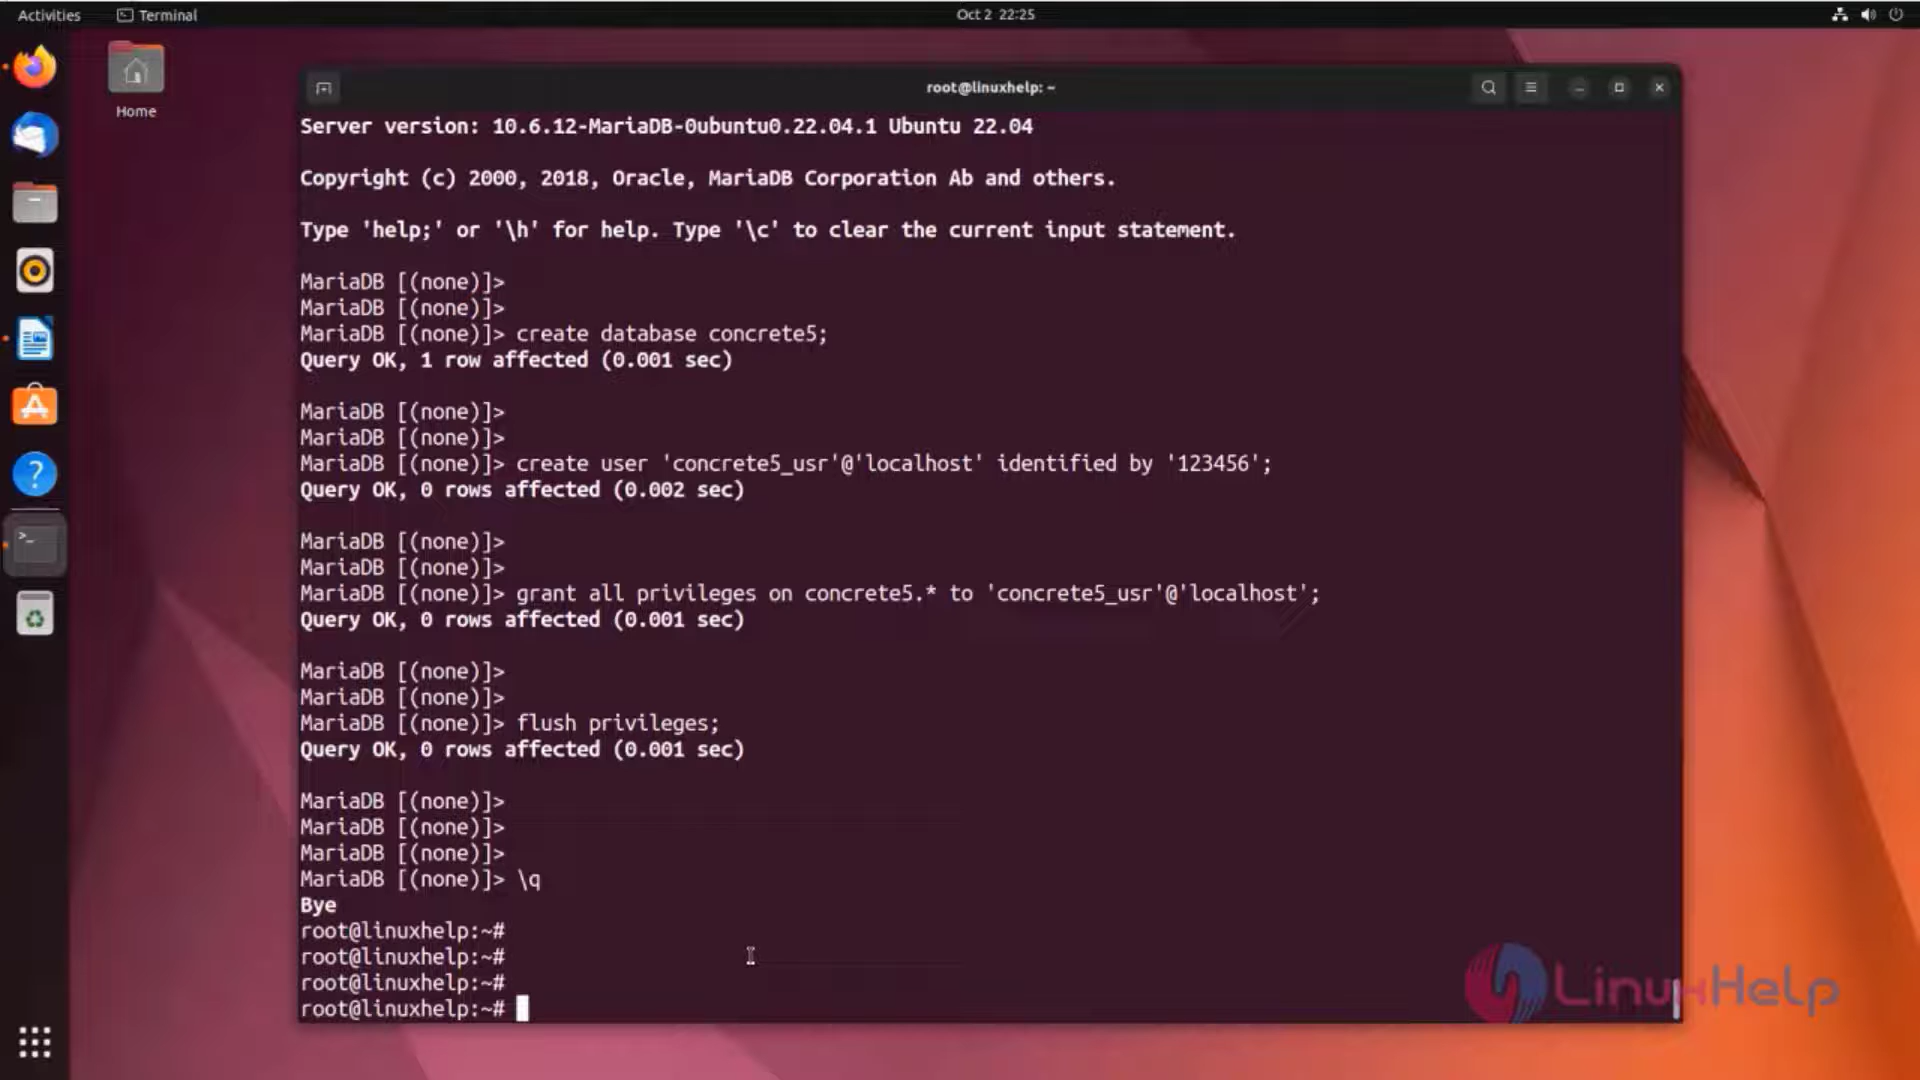 Activities
Terminal
Oct 2 22:25
Home
root@linuxhelp: ~
Server version: 10.6.12-MariaDB-0ubuntu0.22.04.1 Ubuntu 22.04
Copyright (c) 2000, 2018, Oracle, MariaDB Corporation Ab and others.
Type 'help;' or '\h' for help. Type '\c' to clear the current input statement.
MariaDB [(none)]>
MariaDB [(none)]>
MariaDB [(none)]> create database concrete5;
Query OK, 1 row affected (0.001 sec)
MariaDB [(none)]>
MariaDB [(none)]>
MariaDB [(none)]> create user 'concrete5_usr'@'localhost' identified by '123456';
Query OK, 0 rows affected (0.002 sec)
MariaDB [(none)]>
MariaDB [(none)]>
MariaDB [(none)]> grant all privileges on concrete5.* to 'concrete5_usr'@'localhost';
Query OK, 0 rows affected (0.001 sec)
MariaDB [(none)]>
MariaDB [(none)]>
MariaDB [(none)]> flush privileges;
Query OK, 0 rows affected (0.001 sec)
MariaDB [(none)]>
MariaDB [(none)]>
MariaDB [(none)]>
MariaDB [(none)]> \q
Bye
root@linuxhelp:~#
root@linuxhelp:~#
root@linuxhelp:~#
root@linuxhelp:~#
LinuxHelp